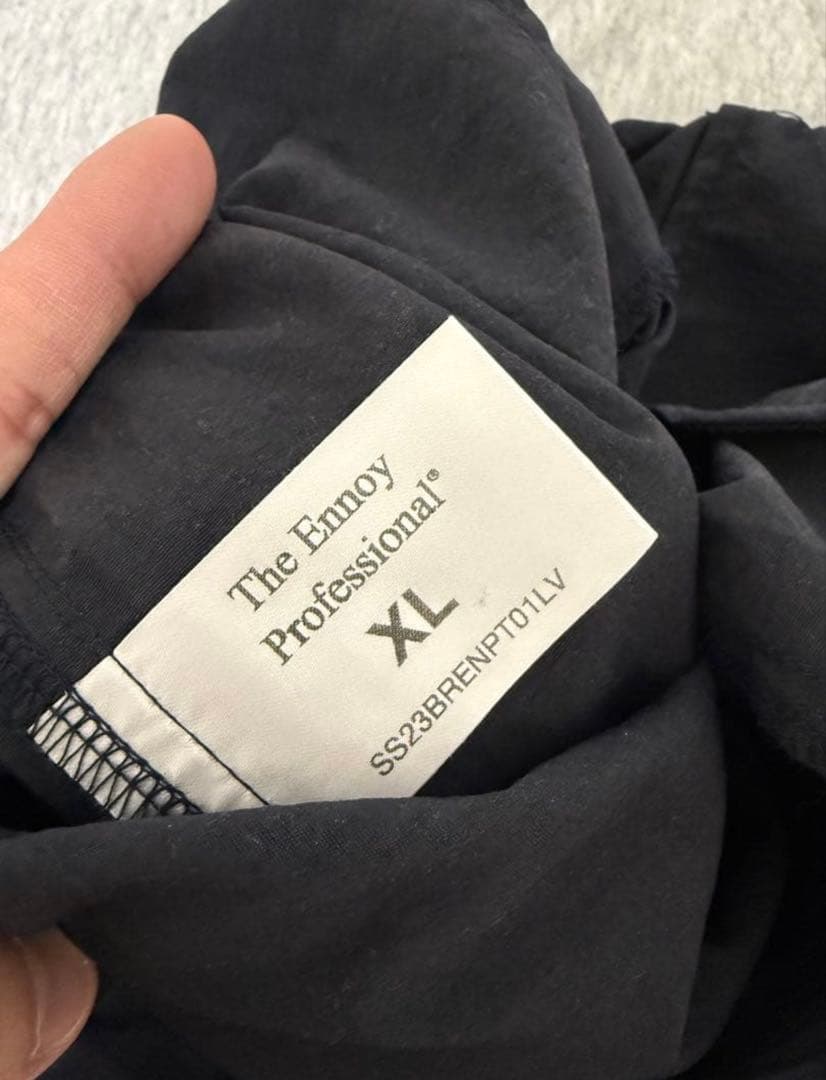 The Ennoy
Professional®
XL
SS23BRENPT01LV